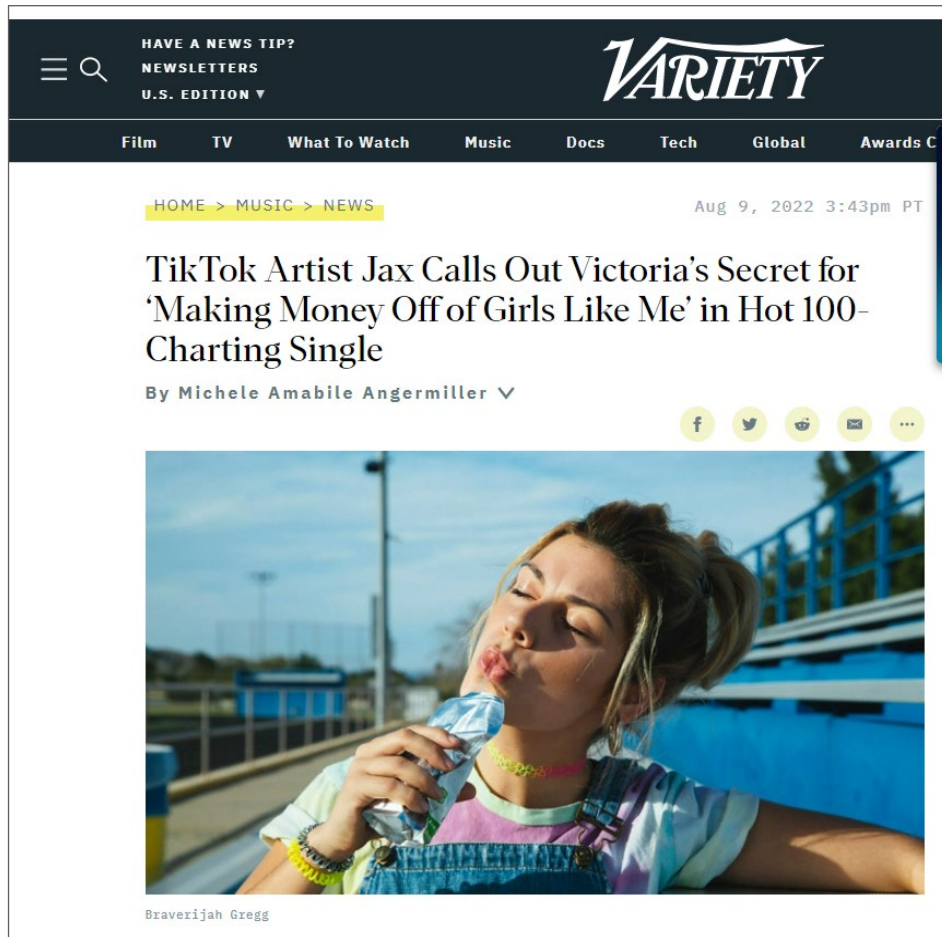 HAVE A NEWS TIP?
NEWSLETTERS
U.S. EDITION ▼
VARIETY
Film TV What To Watch Music Docs Tech Global Awards C
HOME > MUSIC > NEWS
Aug 9, 2022 3:43pm PT
TikTok Artist Jax Calls Out Victoria’s Secret for
‘Making Money Off of Girls Like Me’ in Hot 100-
Charting Single
By Michele Amabile Angermiller
Braverijah Gregg